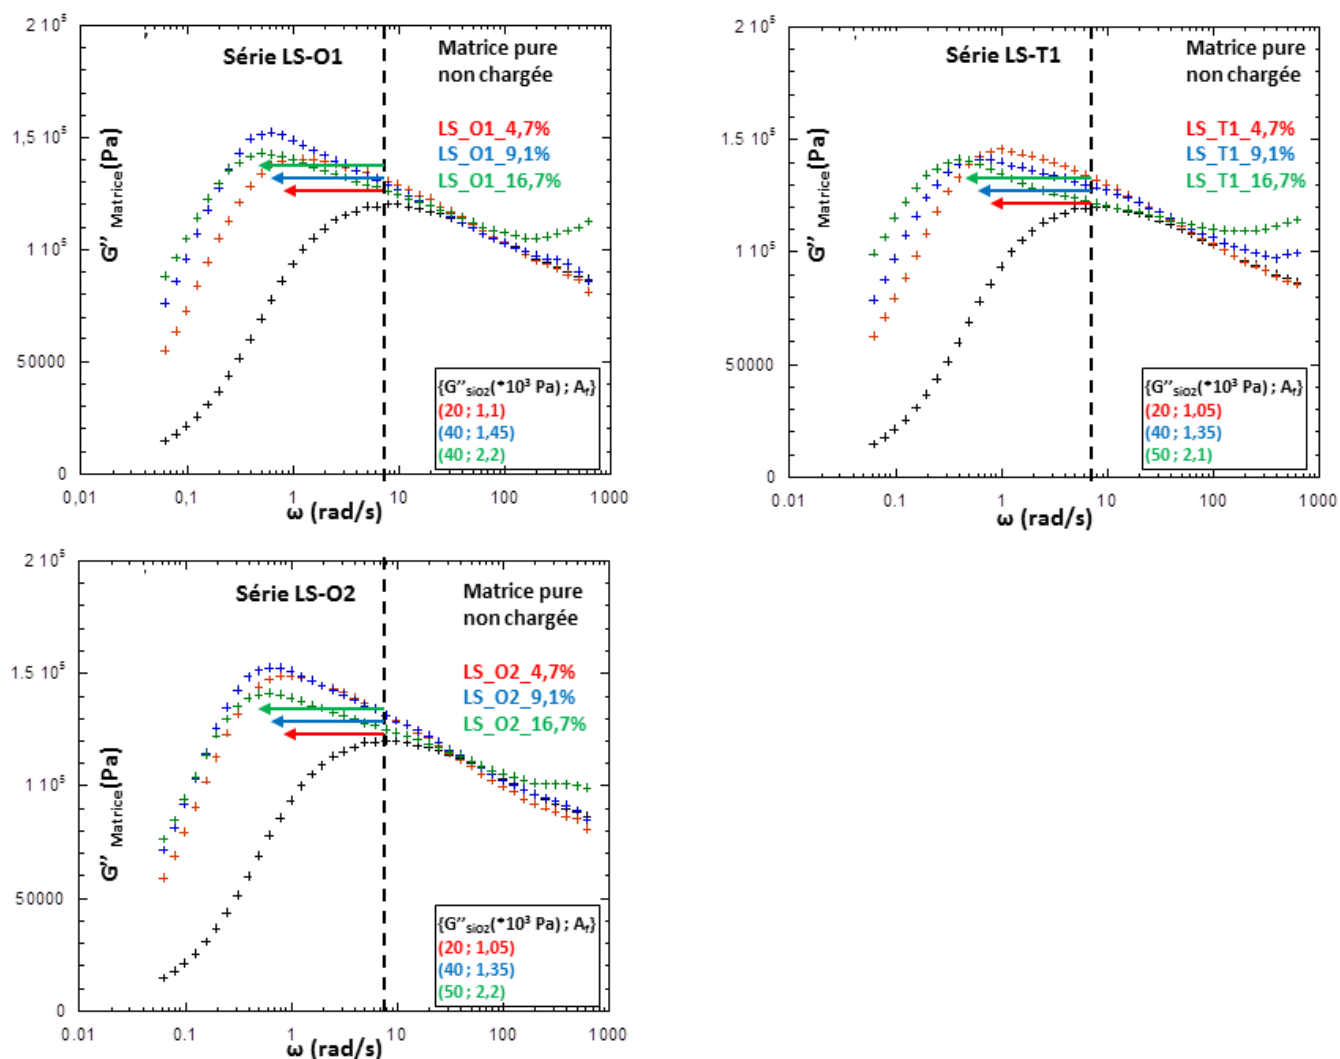 2 10⁵
Série LS-O1
Matrice pure
non chargée
1,5 10⁵
LS_O1_4,7%
LS_O1_9,1%
LS_O1_16,7%
G″ Matrice (Pa)
1 10⁵
50000
{G″siO2(*10³ Pa) ; Af}
(20 ; 1,1)
(40 ; 1,45)
(40 ; 2,2)
0
0,01 0,1 1 10 100 1000
ω (rad/s)
2 10⁵
Série LS-T1
Matrice pure
non chargée
1.5 10⁵
LS_T1_4,7%
LS_T1_9,1%
LS_T1_16,7%
G″ Matrice (Pa)
1 10⁵
50000
{G″siO2(*10³ Pa) ; Af}
(20 ; 1,05)
(40 ; 1,35)
(50 ; 2,1)
0
0.01 0.1 1 10 100 1000
ω (rad/s)
2 10⁵
Série LS-O2
Matrice pure
non chargée
1.5 10⁵
LS_O2_4,7%
LS_O2_9,1%
LS_O2_16,7%
G″ Matrice (Pa)
1 10⁵
50000
{G″siO2(*10³ Pa) ; Af}
(20 ; 1,05)
(40 ; 1,35)
(50 ; 2,2)
0
0.01 0.1 1 10 100 1000
ω (rad/s)